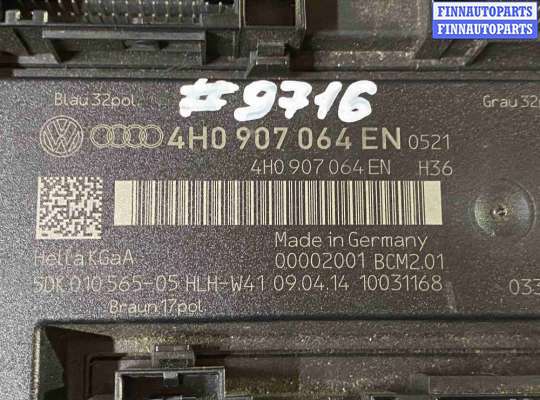 FINNAUTOPARTS
FINNAUTOPARTS
Blau 32pol.
#9716
Grau 32
4H0 907 064 EN 0521
4H0 907 064 EN H36
Made in Germany
Hella KGaA
00002001 BCM2.01
5DK 010 565-05 HLH-W41 09.04.14 10031168
033
Braun 17pol